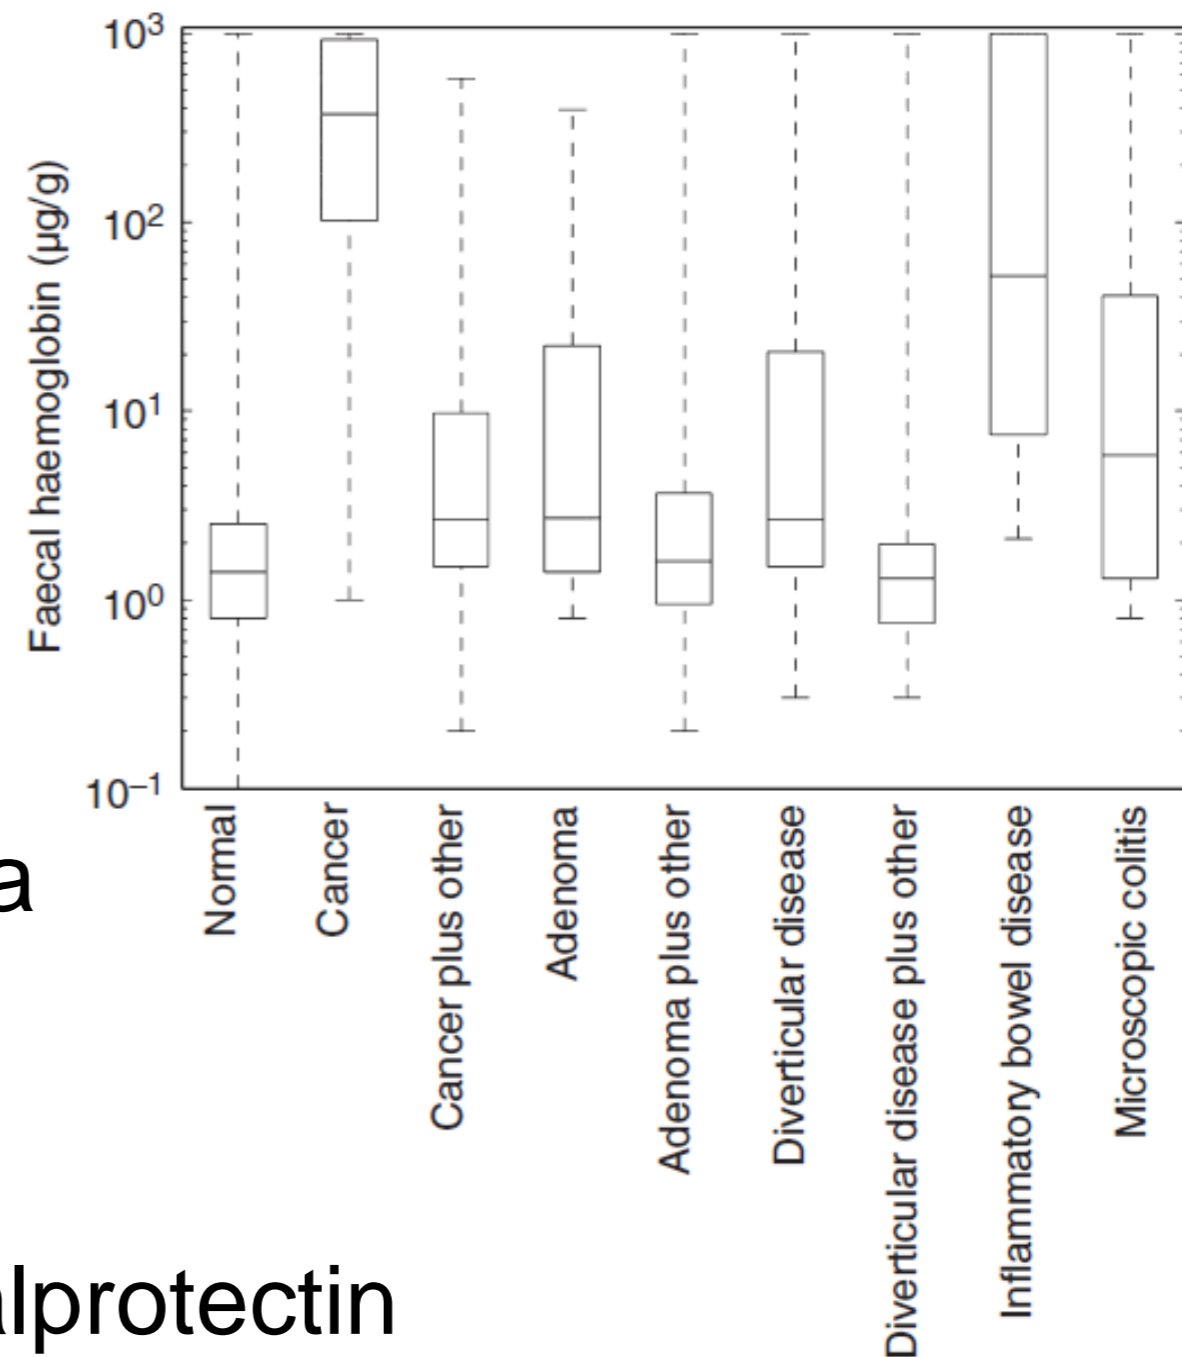 Faecal haemoglobin (µg/g)
10³
10²
10¹
10⁰
10⁻¹
Normal
Cancer
Cancer plus other
Adenoma
Adenoma plus other
Diverticular disease
Diverticular disease plus other
Inflammatory bowel disease
Microscopic colitis
a
alprotectin